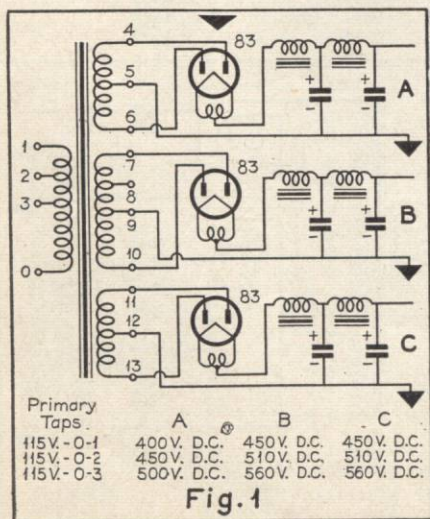 4
83
5
A
6
1
7
83
2
8
B
3
9
0
10
11
83
12
C
13
Primary
Taps A @ B C
115V.-0-1 400V. D.C. 450V. D.C. 450V. D.C.
115V.-0-2 450V. D.C. 510V. D.C. 510V. D.C.
115V.-0-3 500V. D.C. 560V. D.C. 560V. D.C.
Fig.1